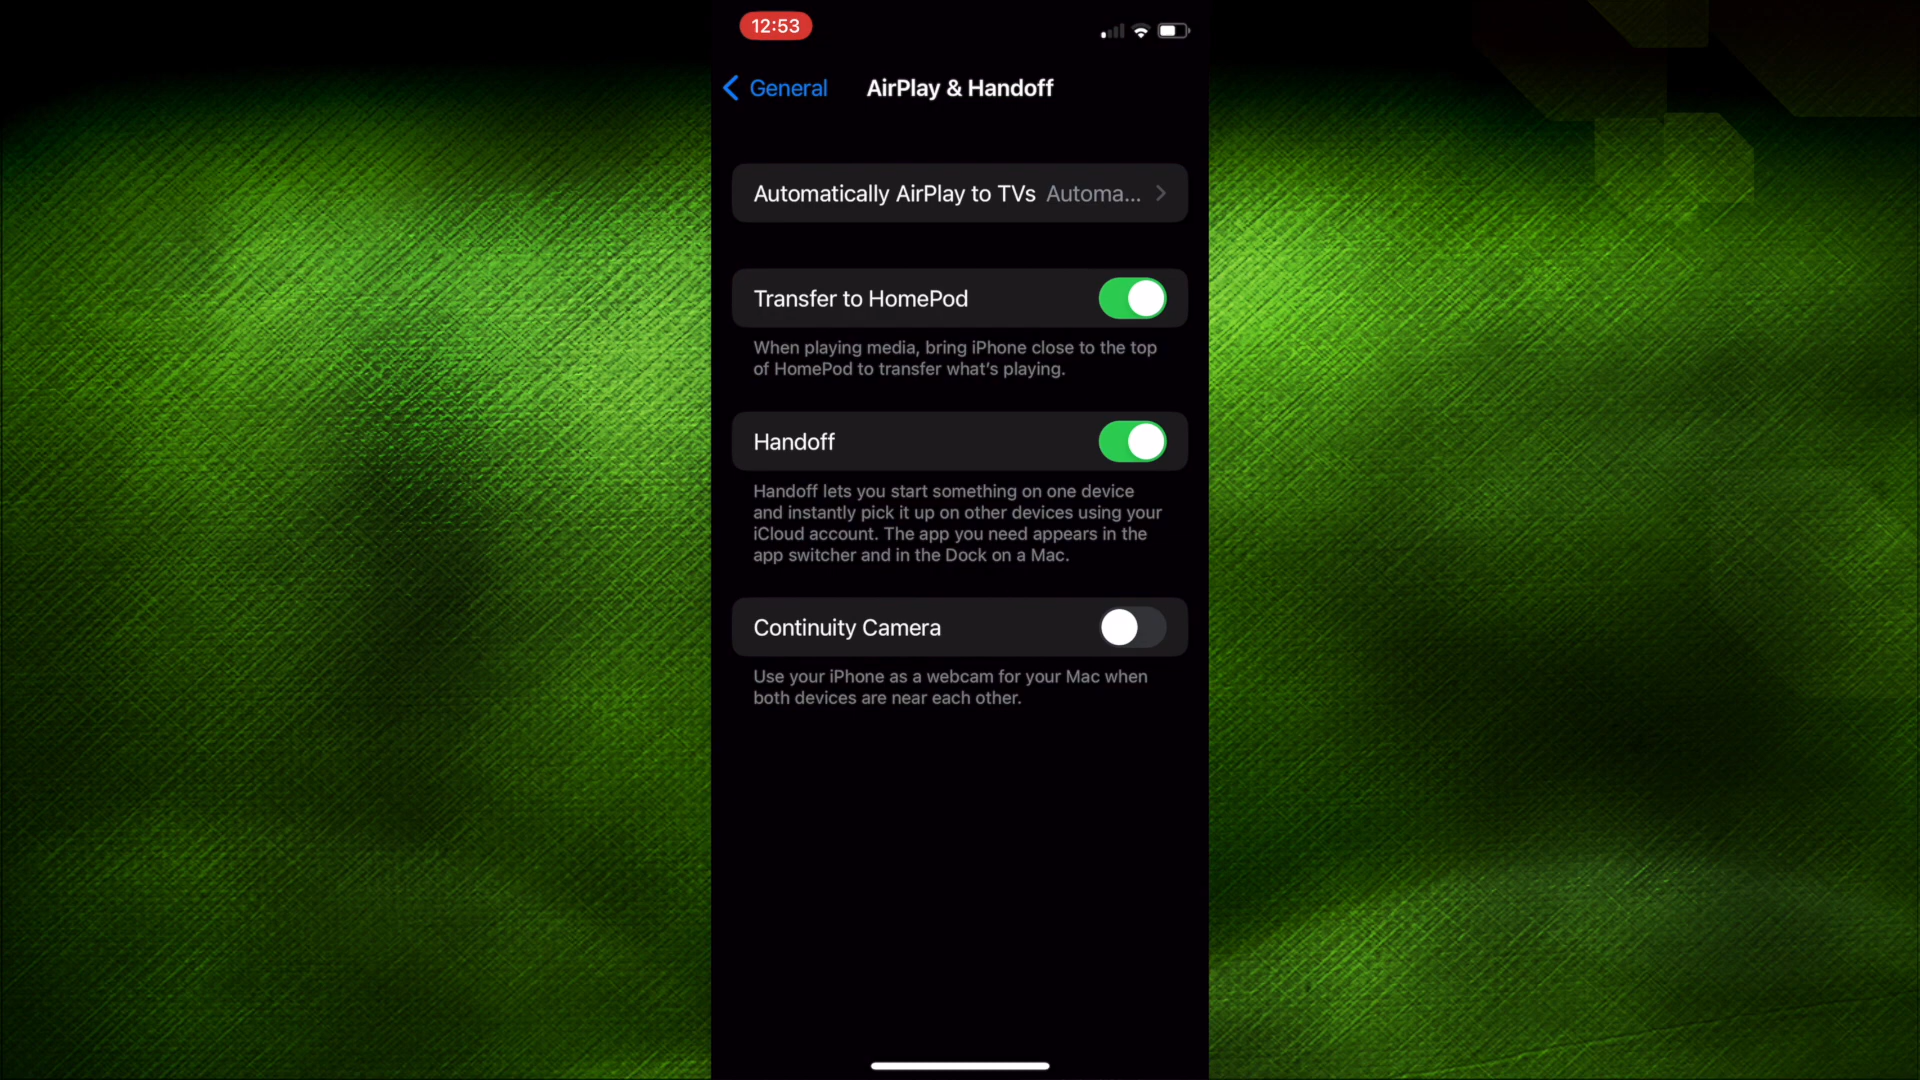 12:53
General
AirPlay & Handoff
Automatically AirPlay to TVs Automa...
Transfer to HomePod
When playing media, bring iPhone close to the top
of HomePod to transfer what's playing.
Handoff
Handoff lets you start something on one device
and instantly pick it up on other devices using your
iCloud account. The app you need appears in the
app switcher and in the Dock on a Mac.
Continuity Camera
Use your iPhone as a webcam for your Mac when
both devices are near each other.